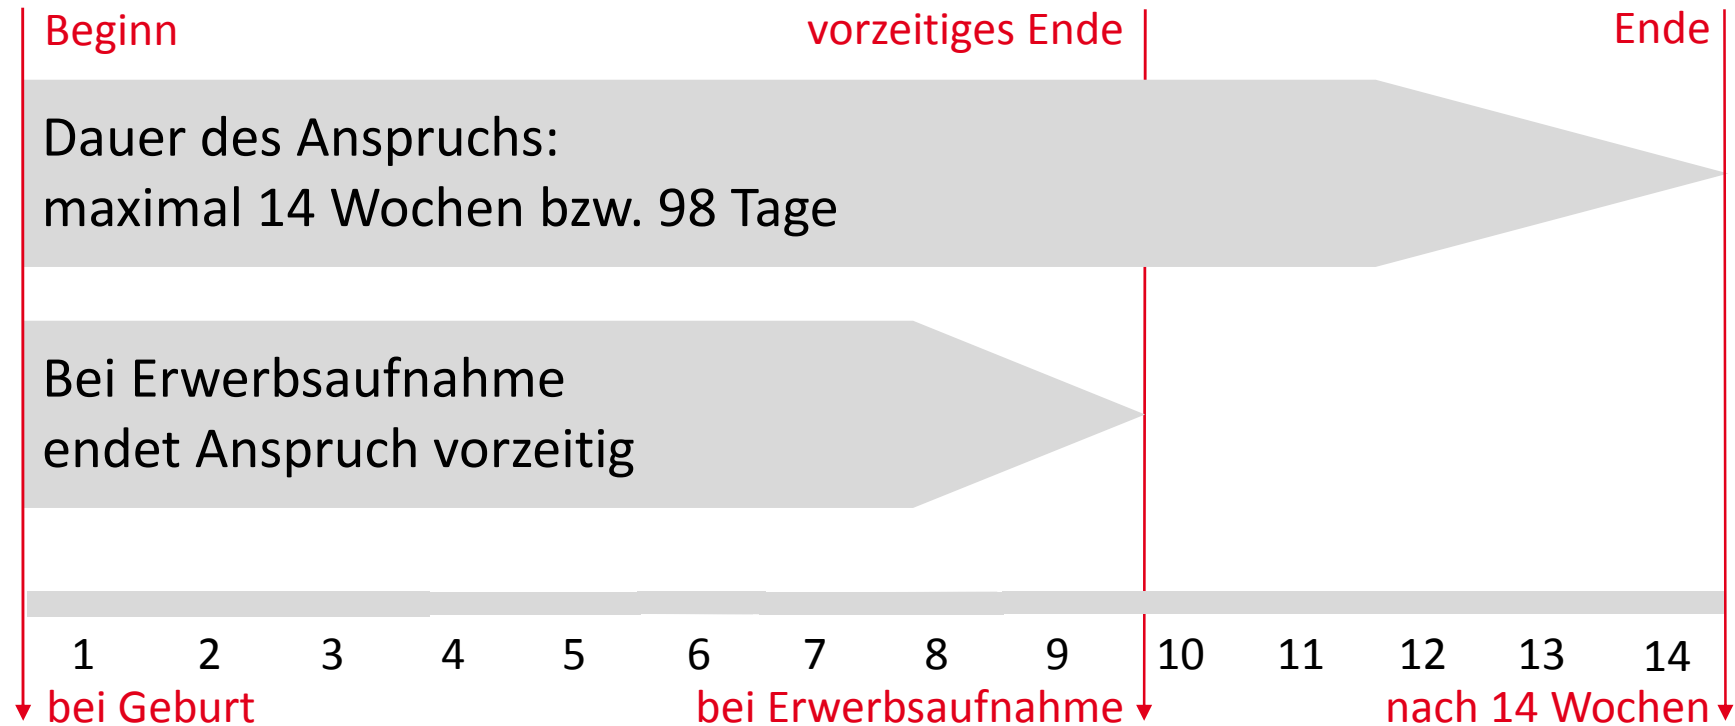 Beginn
vorzeitiges Ende
Ende
Dauer des Anspruchs:
maximal 14 Wochen bzw. 98 Tage
Bei Erwerbsaufnahme
endet Anspruch vorzeitig
1 2 3 4 5 6 7 8 9 10 11 12 13 14
bei Geburt
bei Erwerbsaufnahme
nach 14 Wochen